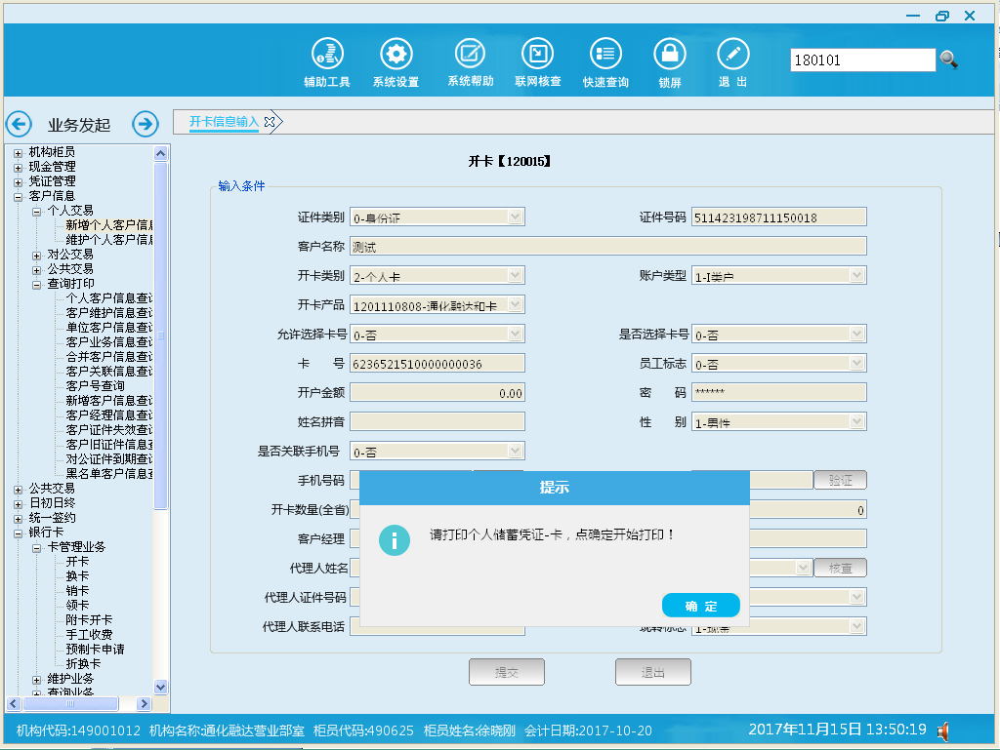 辅助工具 系统设置 系统帮助 联网核查 快速查询 锁屏 退 出
180101
业务发起
开卡信息输入
机构柜员
现金管理
凭证管理
客户信息
个人交易
新增个人客户信息
维护个人客户信息
对公交易
公共交易
查询打印
个人客户信息查询
客户维护信息查询
单位客户信息查询
客户业务信息查询
合并客户信息查询
客户关联信息查询
客户号查询
新增客户信息查询
客户经理信息查询
客户证件失效查询
客户旧证件信息查
对公证件到期查询
黑名单客户信息查
公共交易
日初日终
统一签约
银行卡
卡管理业务
开卡
换卡
销卡
领卡
附卡开卡
手工收费
预制卡申请
折换卡
维护业务
查询业务
开卡【120015】
输入条件
证件类别 0-身份证 证件号码 511423198711150018
客户名称 测试
开卡类别 2-个人卡 账户类型 1-I类户
开卡产品 1201110808-通化融达和卡
允许选择卡号 0-否 是否选择卡号 0-否
卡 号 6236521510000000036 员工标志 0-否
开户金额 0.00 密 码 ******
姓名拼音 性 别 1-男性
是否关联手机号 0-否
手机号码 验证
开卡数量(全省) 0
客户经理
代理人姓名 核查
代理人证件号码
代理人联系电话 现转标志 1-现金
提示
请打印个人储蓄凭证-卡，点确定开始打印！
确 定
提交 退出
机构代码:149001012 机构名称:通化融达营业部室 柜员代码:490625 柜员姓名:徐晓刚 会计日期:2017-10-20 2017年11月15日 13:50:19